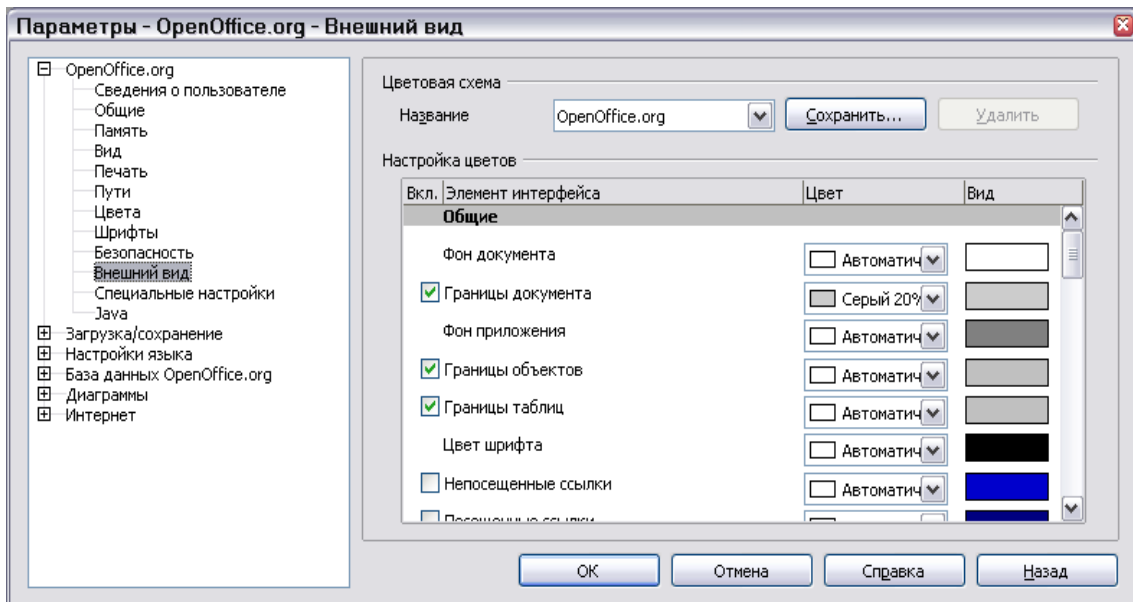 Параметры - OpenOffice.org - Внешний вид
OpenOffice.org
Сведения о пользователе
Общие
Память
Вид
Печать
Пути
Цвета
Шрифты
Безопасность
Внешний вид
Специальные настройки
Java
Загрузка/сохранение
Настройки языка
База данных OpenOffice.org
Диаграммы
Интернет
Цветовая схема
Название OpenOffice.org Сохранить... Удалить
Настройка цветов
Вкл. Элемент интерфейса Цвет Вид
Общие
Фон документа Автоматич
Границы документа Серый 20%
Фон приложения Автоматич
Границы объектов Автоматич
Границы таблиц Автоматич
Цвет шрифта Автоматич
Непосещенные ссылки Автоматич
Посещенные ссылки
ОК Отмена Справка Назад